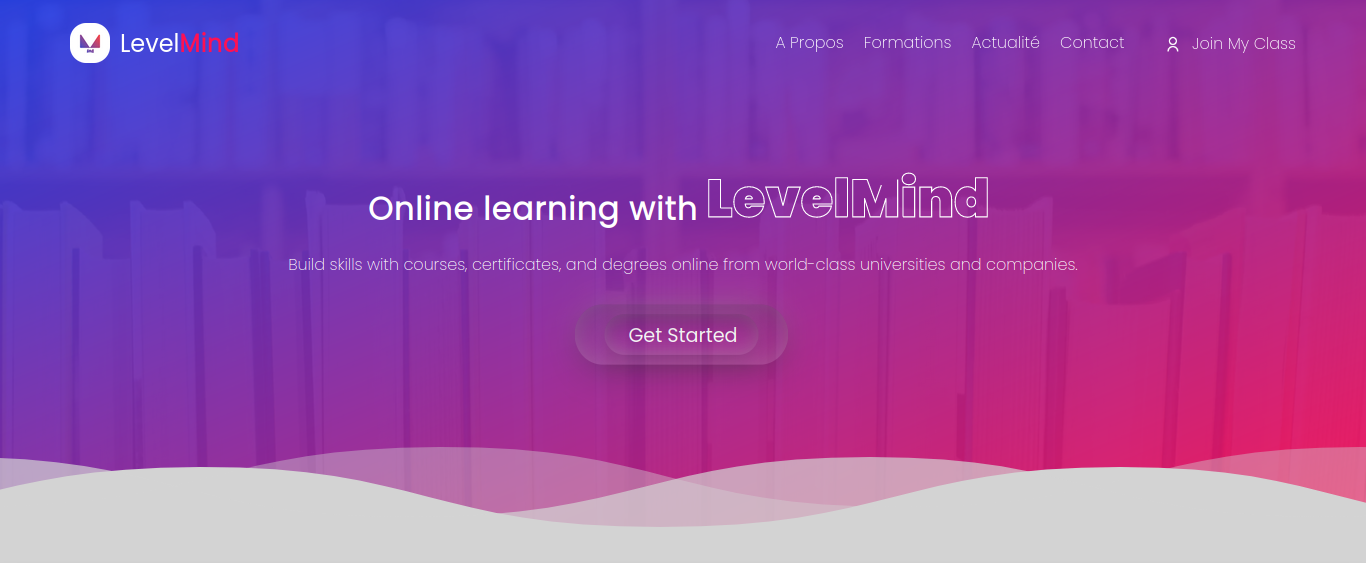 LevelMind
A Propos Formations Actualité Contact Join My Class
Online learning with LevelMind
Build skills with courses, certificates, and degrees online from world-class universities and companies.
Get Started